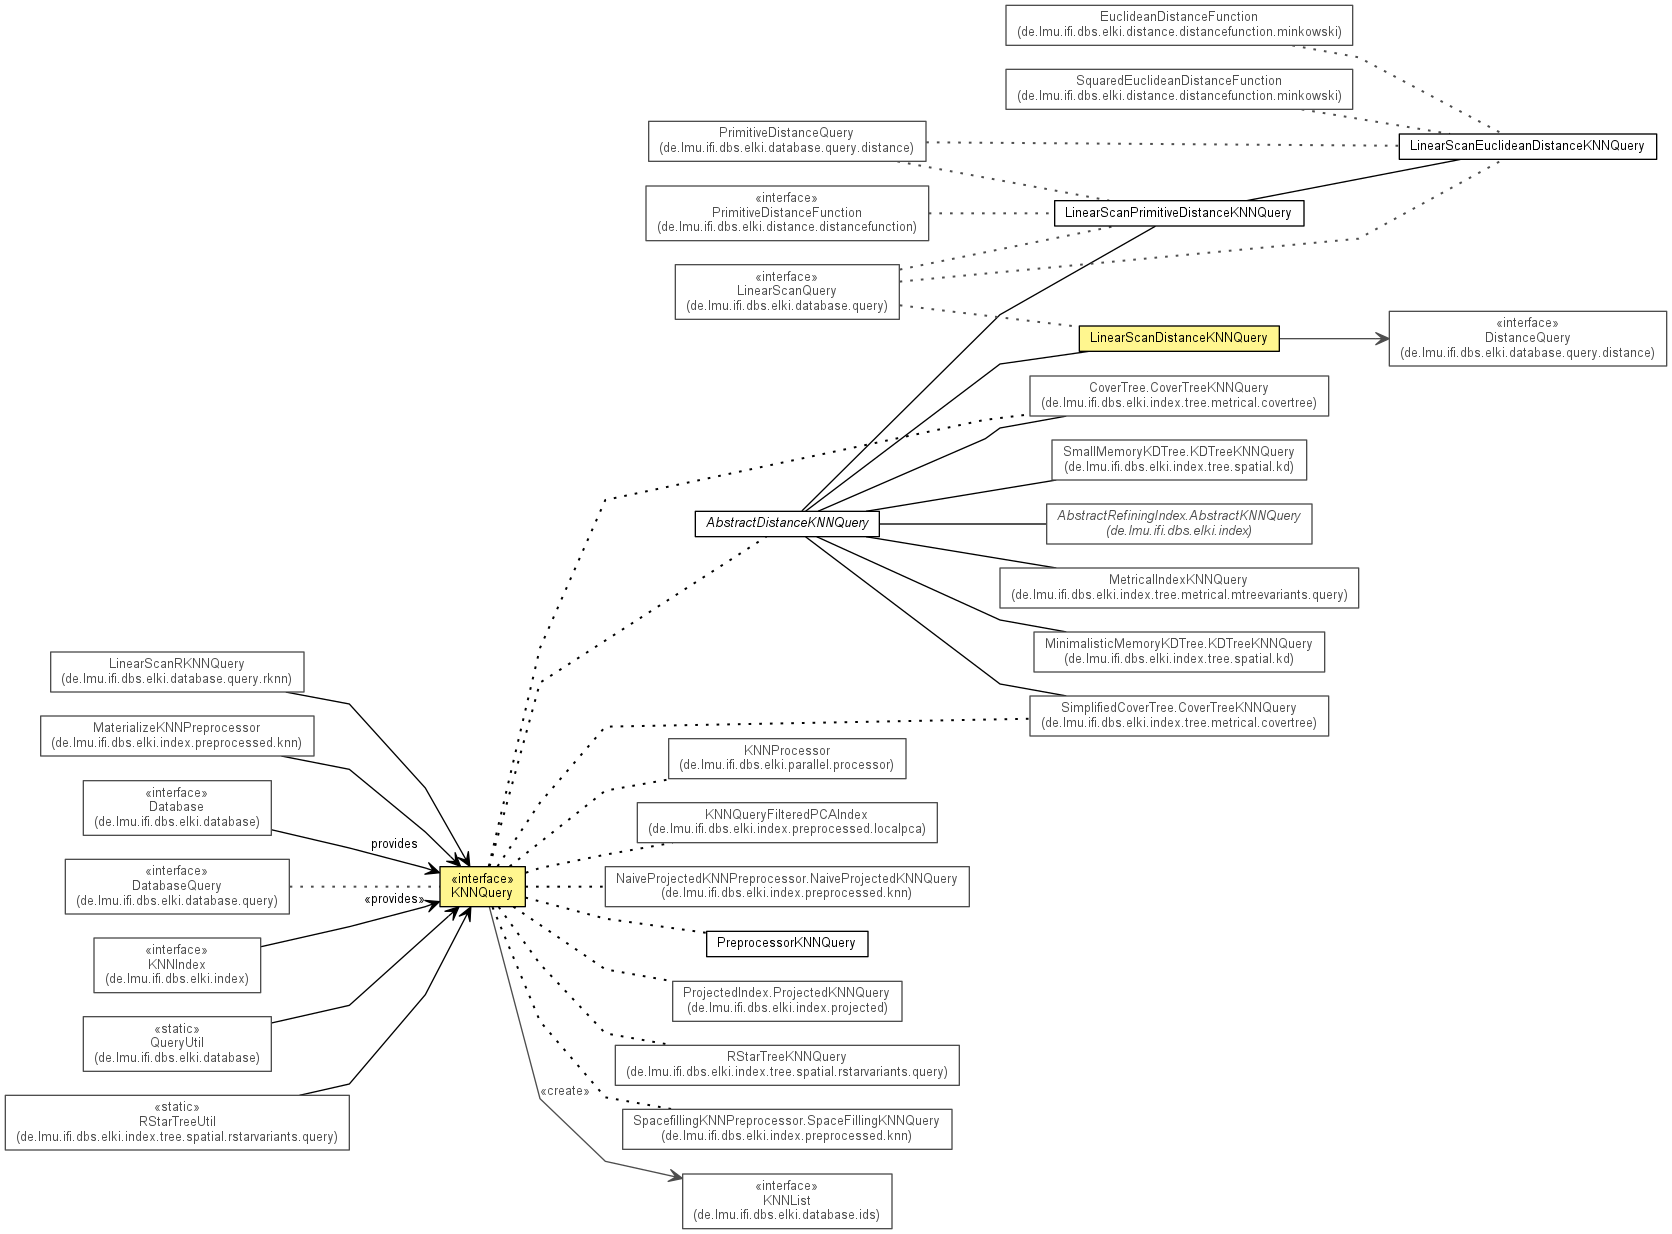 EuclideanDistanceFunction
(de.lmu.ifi.dbs.elki.distance.distancefunction.minkowski)
SquaredEuclideanDistanceFunction
(de.lmu.ifi.dbs.elki.distance.distancefunction.minkowski)
PrimitiveDistanceQuery
(de.lmu.ifi.dbs.elki.database.query.distance)
LinearScanEuclideanDistanceKNNQuery
«interface»
PrimitiveDistanceFunction
(de.lmu.ifi.dbs.elki.distance.distancefunction)
LinearScanPrimitiveDistanceKNNQuery
«interface»
LinearScanQuery
(de.lmu.ifi.dbs.elki.database.query)
LinearScanDistanceKNNQuery
«interface»
DistanceQuery
(de.lmu.ifi.dbs.elki.database.query.distance)
CoverTree.CoverTreeKNNQuery
(de.lmu.ifi.dbs.elki.index.tree.metrical.covertree)
SmallMemoryKDTree.KDTreeKNNQuery
(de.lmu.ifi.dbs.elki.index.tree.spatial.kd)
AbstractDistanceKNNQuery
AbstractRefiningIndex.AbstractKNNQuery
(de.lmu.ifi.dbs.elki.index)
MetricalIndexKNNQuery
(de.lmu.ifi.dbs.elki.index.tree.metrical.mtreevariants.query)
MinimalisticMemoryKDTree.KDTreeKNNQuery
(de.lmu.ifi.dbs.elki.index.tree.spatial.kd)
SimplifiedCoverTree.CoverTreeKNNQuery
(de.lmu.ifi.dbs.elki.index.tree.metrical.covertree)
LinearScanRKNNQuery
(de.lmu.ifi.dbs.elki.database.query.rknn)
MaterializeKNNPreprocessor
(de.lmu.ifi.dbs.elki.index.preprocessed.knn)
«interface»
Database
(de.lmu.ifi.dbs.elki.database)
provides
«interface»
DatabaseQuery
(de.lmu.ifi.dbs.elki.database.query)
«interface»
KNNQuery
«provides»
«interface»
KNNIndex
(de.lmu.ifi.dbs.elki.index)
«static»
QueryUtil
(de.lmu.ifi.dbs.elki.database)
«static»
RStarTreeUtil
(de.lmu.ifi.dbs.elki.index.tree.spatial.rstarvariants.query)
KNNProcessor
(de.lmu.ifi.dbs.elki.parallel.processor)
KNNQueryFilteredPCAIndex
(de.lmu.ifi.dbs.elki.index.preprocessed.localpca)
NaiveProjectedKNNPreprocessor.NaiveProjectedKNNQuery
(de.lmu.ifi.dbs.elki.index.preprocessed.knn)
PreprocessorKNNQuery
ProjectedIndex.ProjectedKNNQuery
(de.lmu.ifi.dbs.elki.index.projected)
RStarTreeKNNQuery
(de.lmu.ifi.dbs.elki.index.tree.spatial.rstarvariants.query)
«create»
SpacefillingKNNPreprocessor.SpaceFillingKNNQuery
(de.lmu.ifi.dbs.elki.index.preprocessed.knn)
«interface»
KNNList
(de.lmu.ifi.dbs.elki.database.ids)